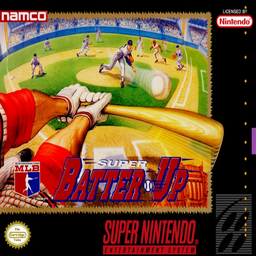 namco
LICENSED BY
Nintendo
SUPER
BATTER UP
MLB
SUPER NINTENDO
ENTERTAINMENT SYSTEM